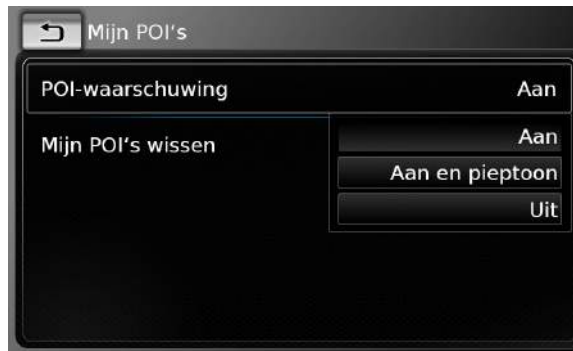 Mijn POI's
POI-waarschuwing Aan
Mijn POI's wissen
Aan
Aan en pieptoon
Uit